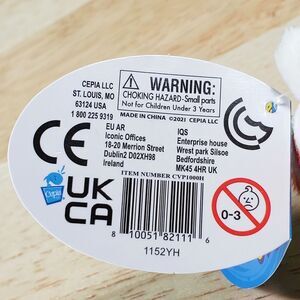 CEPIA LLC
ST. LOUIS, MO
63124 USA
1 800 225 9319
WARNING:
CHOKING HAZARD-Small parts
Not for Children Under 3 Years
MADE IN CHINA ©2021 CEPIA LLC
CE
EU AR
Iconic Offices
18-20 Merrion Street
Dublin2 D02XH98
Ireland
IQS
Enterprise house
Wrest park Silsoe
Bedfordshire
MK45 4HR UK
Cepia
UK
CA
ITEM NUMBER CVP1000H
8 10051 82111 6
1152YH
0-3